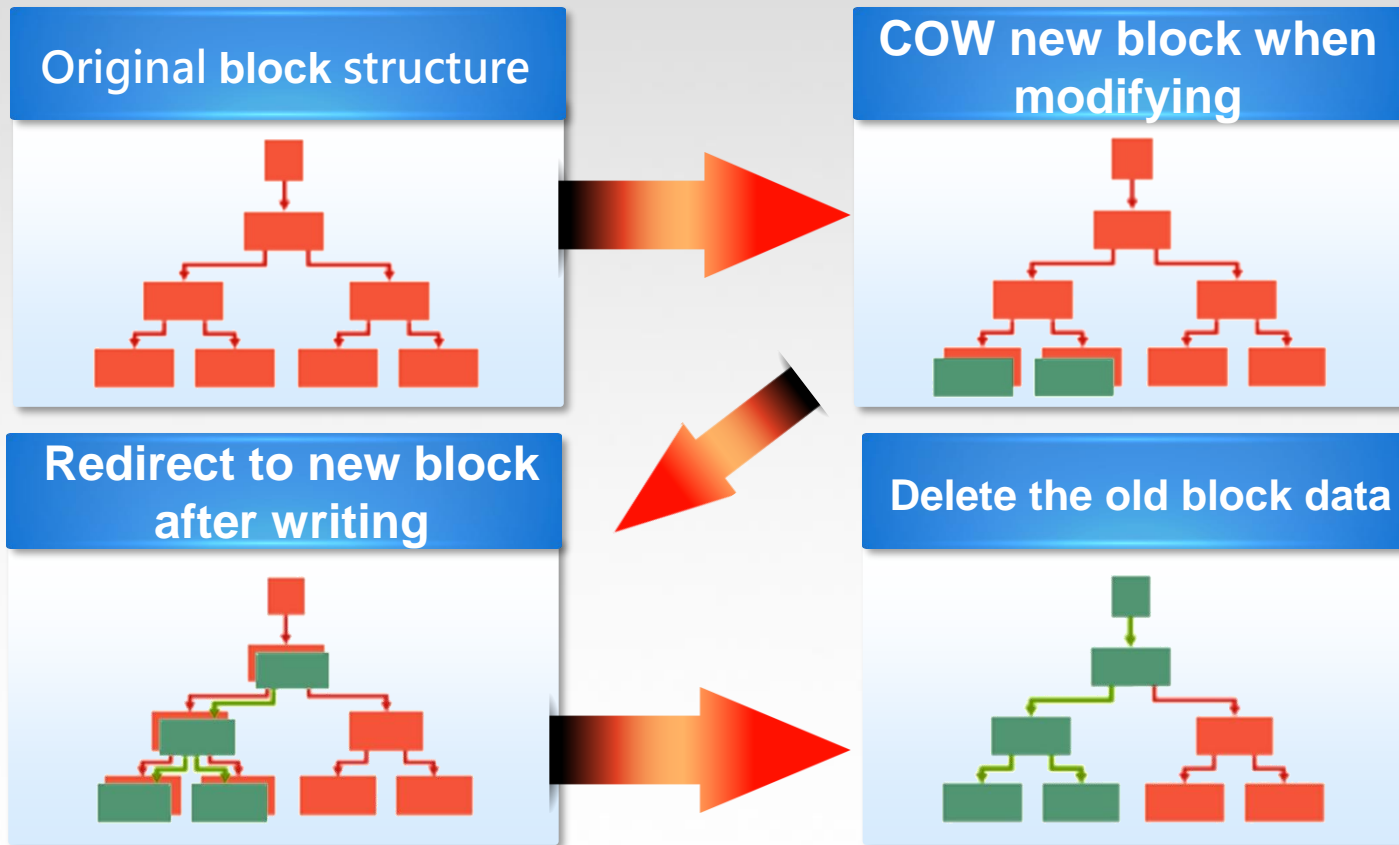 Original block structure
COW new block when
modifying
Redirect to new block
after writing
Delete the old block data